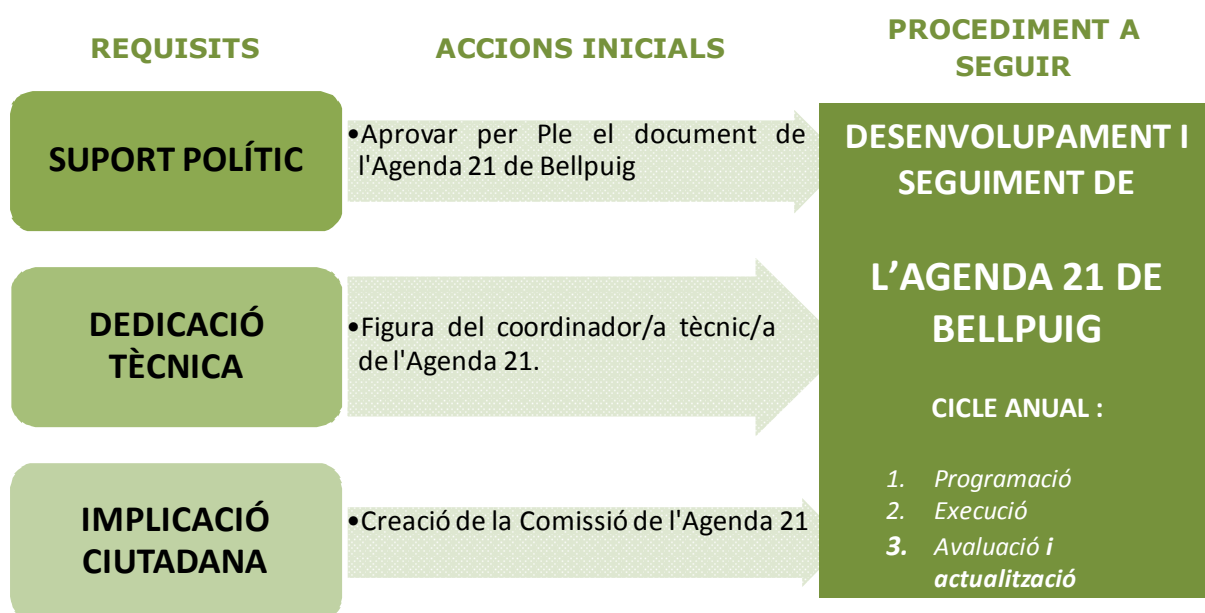 REQUISITS
ACCIONS INICIALS
PROCEDIMENT A
SEGUIR
SUPORT POLÍTIC
•Aprovar per Ple el document de
l'Agenda 21 de Bellpuig
DEDICACIÓ
TÈCNICA
•Figura del coordinador/a tècnic/a
de l'Agenda 21.
IMPLICACIÓ
CIUTADANA
•Creació de la Comissió de l'Agenda 21
DESENVOLUPAMENT I
SEGUIMENT DE
L’AGENDA 21 DE
BELLPUIG
CICLE ANUAL :
1. Programació
2. Execució
3. Avaluació i
actualització